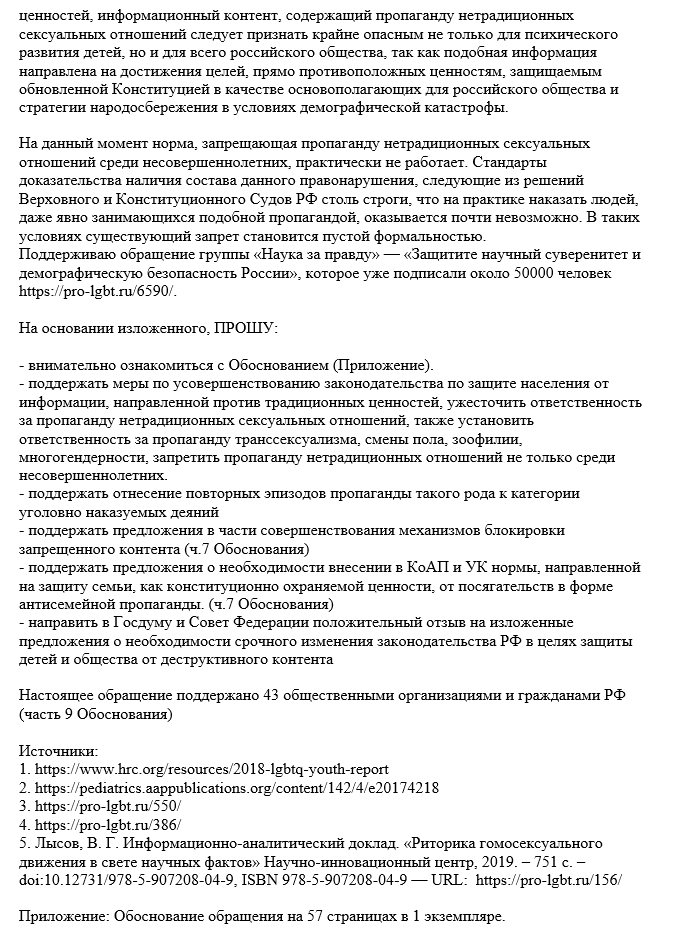 ценностей, информационный контент, содержащий пропаганду нетрадиционных
сексуальных отношений следует признать крайне опасным не только для психического
развития детей, но и для всего российского общества, так как подобная информация
направлена на достижения целей, прямо противоположных ценностям, защищаемым
обновленной Конституцией в качестве основополагающих для российского общества и
стратегии народосбережения в условиях демографической катастрофы.
На данный момент норма, запрещающая пропаганду нетрадиционных сексуальных
отношений среди несовершеннолетних, практически не работает. Стандарты
доказательства наличия состава данного правонарушения, следующие из решений
Верховного и Конституционного Судов РФ столь строги, что на практике наказать людей,
даже явно занимающихся подобной пропагандой, оказывается почти невозможно. В таких
условиях существующий запрет становится пустой формальностью.
Поддерживаю обращение группы «Наука за правду» — «Защитите научный суверенитет и
демографическую безопасность России», которое уже подписали около 50000 человек
https://pro-lgbt.ru/6590/.
На основании изложенного, ПРОШУ:
- внимательно ознакомиться с Обоснованием (Приложение).
- поддержать меры по усовершенствованию законодательства по защите населения от
информации, направленной против традиционных ценностей, ужесточить ответственность
за пропаганду нетрадиционных сексуальных отношений, также установить
ответственность за пропаганду транссексуализма, смены пола, зоофилии,
многогендерности, запретить пропаганду нетрадиционных отношений не только среди
несовершеннолетних.
- поддержать отнесение повторных эпизодов пропаганды такого рода к категории
уголовно наказуемых деяний
- поддержать предложения в части совершенствования механизмов блокировки
запрещенного контента (ч.7 Обоснования)
- поддержать предложения о необходимости внесении в КоАП и УК нормы, направленной
на защиту семьи, как конституционно охраняемой ценности, от посягательств в форме
антисемейной пропаганды. (ч.7 Обоснования)
- направить в Госдуму и Совет Федерации положительный отзыв на изложенные
предложения о необходимости срочного изменения законодательства РФ в целях защиты
детей и общества от деструктивного контента
Настоящее обращение поддержано 43 общественными организациями и гражданами РФ
(часть 9 Обоснования)
Источники:
1. https://www.hrc.org/resources/2018-lgbtq-youth-report
2. https://pediatrics.aappublications.org/content/142/4/e20174218
3. https://pro-lgbt.ru/550/
4. https://pro-lgbt.ru/386/
5. Лысов, В. Г. Информационно-аналитический доклад. «Риторика гомосексуального
движения в свете научных фактов» Научно-инновационный центр, 2019. – 751 с. –
doi:10.12731/978-5-907208-04-9, ISBN 978-5-907208-04-9 — URL: https://pro-lgbt.ru/156/
Приложение: Обоснование обращения на 57 страницах в 1 экземпляре.